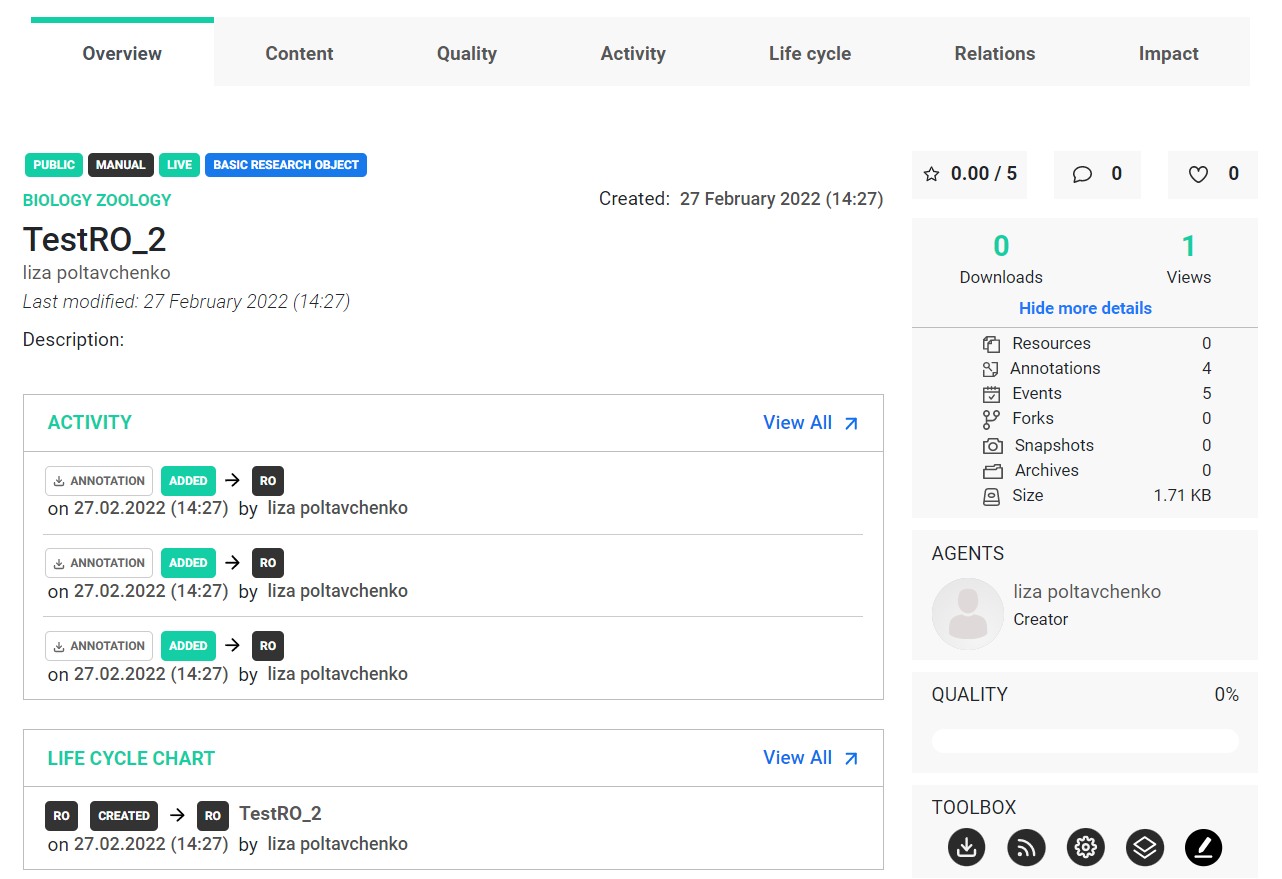 Overview Content Quality Activity Life cycle Relations Impact
PUBLIC MANUAL LIVE BASIC RESEARCH OBJECT
BIOLOGY ZOOLOGY
Created: 27 February 2022 (14:27)
TestRO_2
liza poltavchenko
Last modified: 27 February 2022 (14:27)
Description:
ACTIVITY View All
ANNOTATION ADDED RO
on 27.02.2022 (14:27) by liza poltavchenko
ANNOTATION ADDED RO
on 27.02.2022 (14:27) by liza poltavchenko
ANNOTATION ADDED RO
on 27.02.2022 (14:27) by liza poltavchenko
LIFE CYCLE CHART View All
RO CREATED RO TestRO_2
on 27.02.2022 (14:27) by liza poltavchenko
0.00 / 5 0 0
0 1
Downloads Views
Hide more details
Resources 0
Annotations 4
Events 5
Forks 0
Snapshots 0
Archives 0
Size 1.71 KB
AGENTS
liza poltavchenko
Creator
QUALITY 0%
TOOLBOX